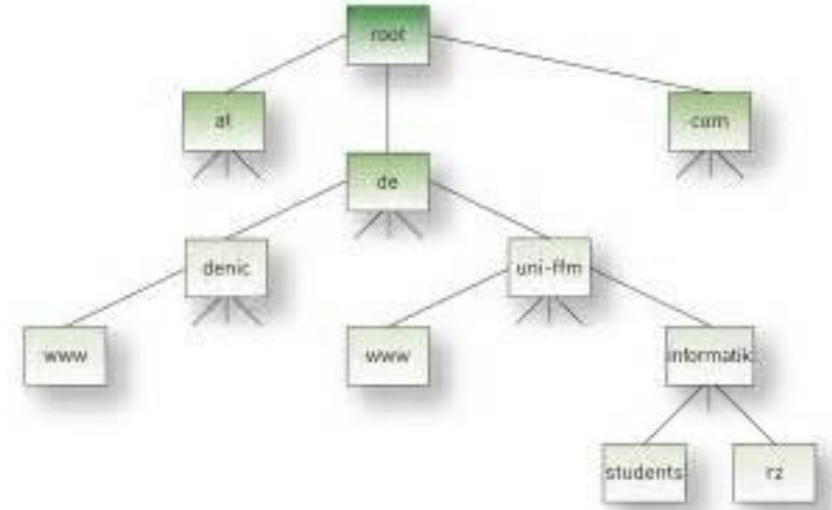 root
at
com
de
denic
uni-ffm
www
www
informatik
students
rz